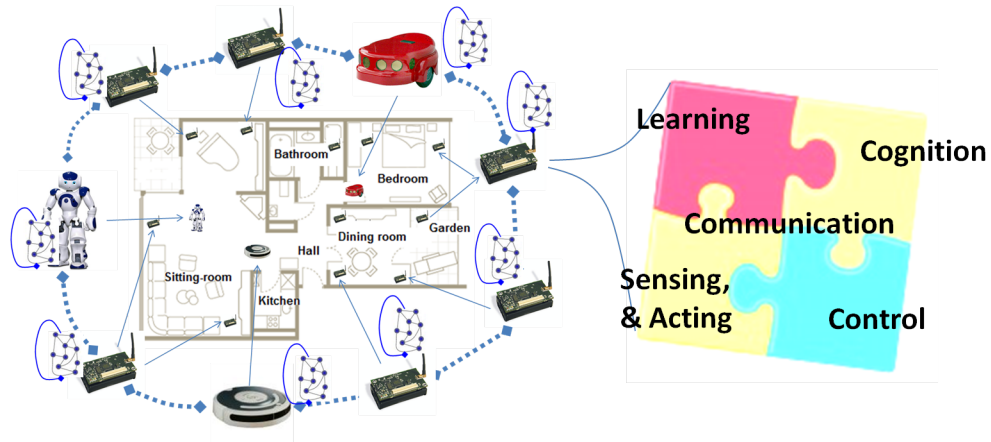 Bathroom
Bedroom
Garden
Dining room
Hall
Sitting-room
Kitchen
Learning
Cognition
Communication
Sensing,
& Acting
Control